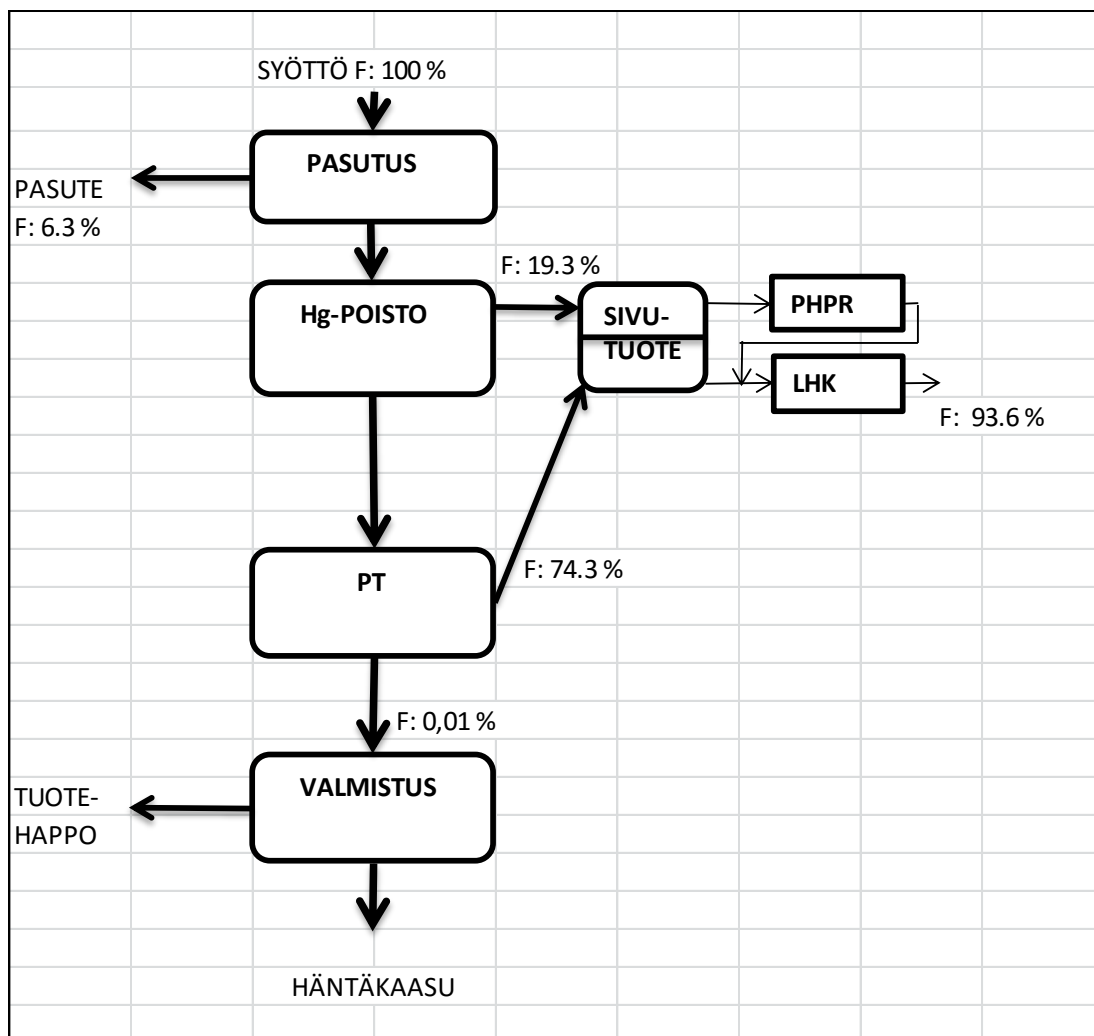 SYÖTTÖ F: 100 %
PASUTUS
PASUTE
F: 6.3 %
F: 19.3 %
Hg-POISTO
SIVU-
TUOTE
PHPR
LHK
F: 93.6 %
PT
F: 74.3 %
F: 0,01 %
VALMISTUS
TUOTE-
HAPPO
HÄNTÄKAASU